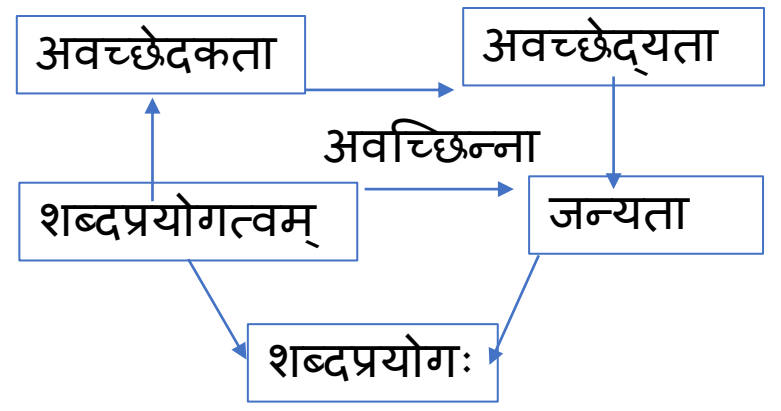 अवच्छेदकता
अवच्छेद्‌यता
अवच्छिन्ना
शब्दप्रयोगत्वम्
जन्यता
शब्दप्रयोगः